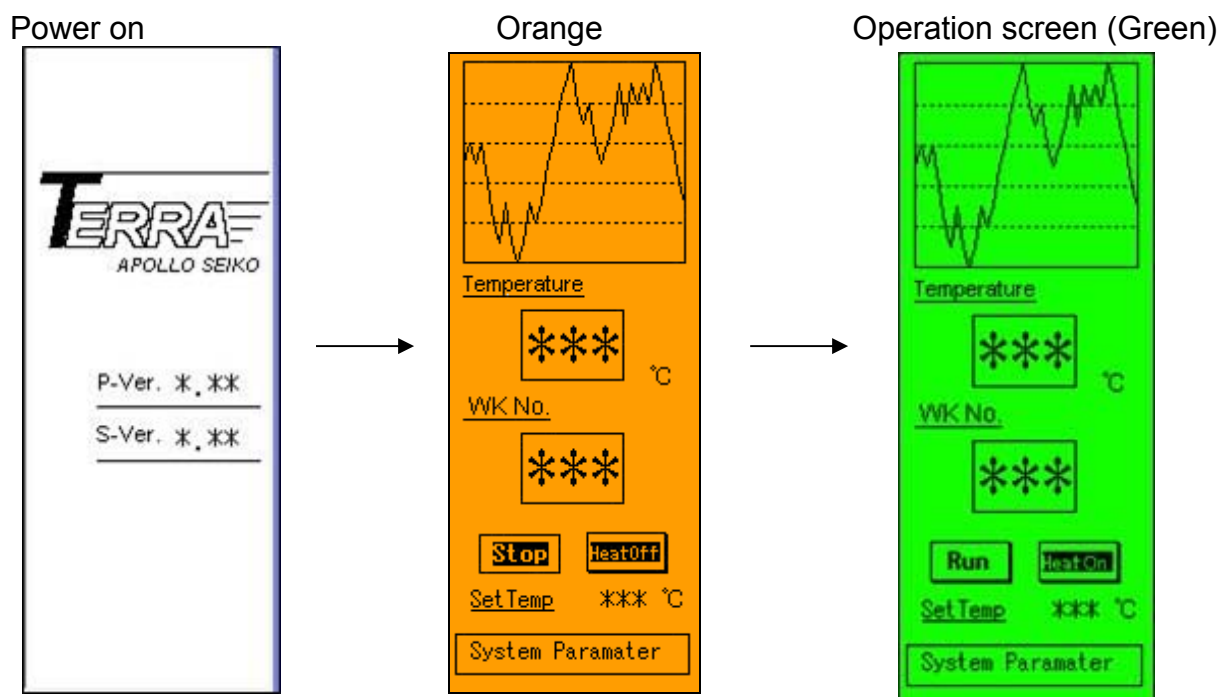 Power on
TERRA
APOLLO SEIKO
P-Ver. *.**
S-Ver. *.**
Orange
Temperature
***
℃
WK No.
***
Stop HeatOff
SetTemp *** ℃
System Paramater
Operation screen (Green)
Temperature
***
℃
WK No.
***
Run HeatOn
SetTemp *** ℃
System Paramater